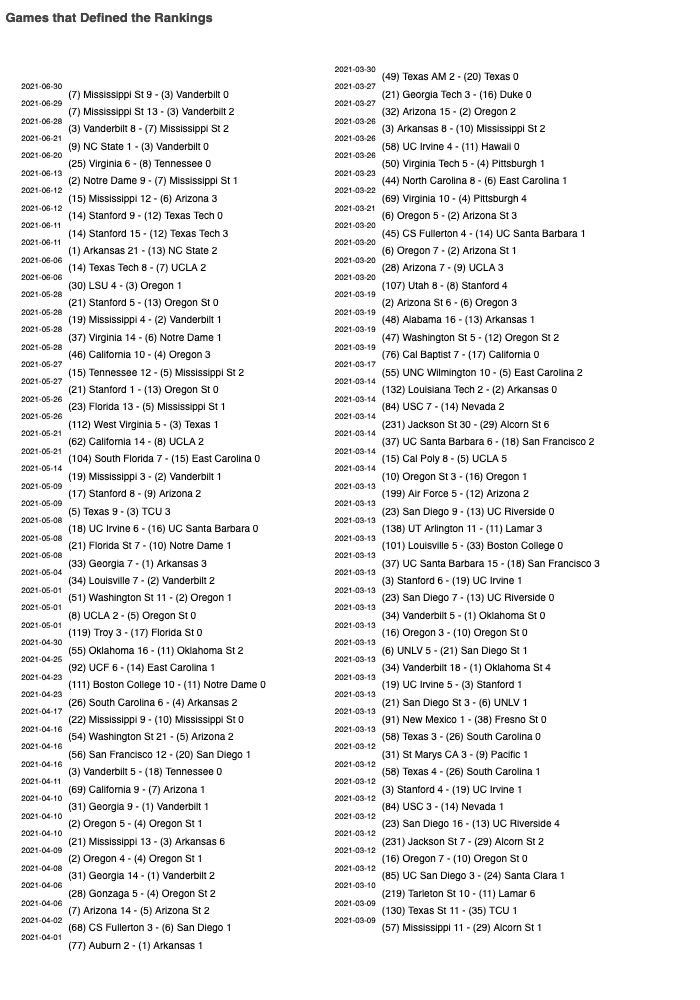 Games that Defined the Rankings
2021-06-30
(7) Mississippi St 9 - (3) Vanderbilt 0
2021-06-29
(7) Mississippi St 13 - (3) Vanderbilt 2
2021-06-28
(3) Vanderbilt 8 - (7) Mississippi St 2
2021-06-21
(9) NC State 1 - (3) Vanderbilt 0
2021-06-20
(25) Virginia 6 - (8) Tennessee 0
2021-06-13
(2) Notre Dame 9 - (7) Mississippi St 1
2021-06-12
(15) Mississippi 12 - (6) Arizona 3
2021-06-12
(14) Stanford 9 - (12) Texas Tech 0
2021-06-11
(14) Stanford 15 - (12) Texas Tech 3
2021-06-11
(1) Arkansas 21 - (13) NC State 2
2021-06-06
(14) Texas Tech 8 - (7) UCLA 2
2021-06-06
(30) LSU 4 - (3) Oregon 1
2021-05-28
(21) Stanford 5 - (13) Oregon St 0
2021-05-28
(19) Mississippi 4 - (2) Vanderbilt 1
2021-05-28
(37) Virginia 14 - (6) Notre Dame 1
2021-05-28
(46) California 10 - (4) Oregon 3
2021-05-27
(15) Tennessee 12 - (5) Mississippi St 2
2021-05-27
(21) Stanford 1 - (13) Oregon St 0
2021-05-26
(23) Florida 13 - (5) Mississippi St 1
2021-05-26
(112) West Virginia 5 - (3) Texas 1
2021-05-21
(62) California 14 - (8) UCLA 2
2021-05-21
(104) South Florida 7 - (15) East Carolina 0
2021-05-14
(19) Mississippi 3 - (2) Vanderbilt 1
2021-05-09
(17) Stanford 8 - (9) Arizona 2
2021-05-09
(5) Texas 9 - (3) TCU 3
2021-05-08
(18) UC Irvine 6 - (16) UC Santa Barbara 0
2021-05-08
(21) Florida St 7 - (10) Notre Dame 1
2021-05-08
(33) Georgia 7 - (1) Arkansas 3
2021-05-04
(34) Louisville 7 - (2) Vanderbilt 2
2021-05-01
(51) Washington St 11 - (2) Oregon 1
2021-05-01
(8) UCLA 2 - (5) Oregon St 0
2021-05-01
(119) Troy 3 - (17) Florida St 0
2021-04-30
(55) Oklahoma 16 - (11) Oklahoma St 2
2021-04-25
(92) UCF 6 - (14) East Carolina 1
2021-04-23
(111) Boston College 10 - (11) Notre Dame 0
2021-04-23
(26) South Carolina 6 - (4) Arkansas 2
2021-04-17
(22) Mississippi 9 - (10) Mississippi St 0
2021-04-16
(54) Washington St 21 - (5) Arizona 2
2021-04-16
(56) San Francisco 12 - (20) San Diego 1
2021-04-16
(3) Vanderbilt 5 - (18) Tennessee 0
2021-04-11
(69) California 9 - (7) Arizona 1
2021-04-10
(31) Georgia 9 - (1) Vanderbilt 1
2021-04-10
(2) Oregon 5 - (4) Oregon St 1
2021-04-10
(21) Mississippi 13 - (3) Arkansas 6
2021-04-09
(2) Oregon 4 - (4) Oregon St 1
2021-04-08
(31) Georgia 14 - (1) Vanderbilt 2
2021-04-06
(28) Gonzaga 5 - (4) Oregon St 2
2021-04-06
(7) Arizona 14 - (5) Arizona St 2
2021-04-02
(68) CS Fullerton 3 - (6) San Diego 1
2021-04-01
(77) Auburn 2 - (1) Arkansas 1
2021-03-30
(49) Texas AM 2 - (20) Texas 0
2021-03-27
(21) Georgia Tech 3 - (16) Duke 0
2021-03-27
(32) Arizona 15 - (2) Oregon 2
2021-03-26
(3) Arkansas 8 - (10) Mississippi St 2
2021-03-26
(58) UC Irvine 4 - (11) Hawaii 0
2021-03-26
(50) Virginia Tech 5 - (4) Pittsburgh 1
2021-03-23
(44) North Carolina 8 - (6) East Carolina 1
2021-03-22
(69) Virginia 10 - (4) Pittsburgh 4
2021-03-21
(6) Oregon 5 - (2) Arizona St 3
2021-03-20
(45) CS Fullerton 4 - (14) UC Santa Barbara 1
2021-03-20
(6) Oregon 7 - (2) Arizona St 1
2021-03-20
(28) Arizona 7 - (9) UCLA 3
2021-03-20
(107) Utah 8 - (8) Stanford 4
2021-03-19
(2) Arizona St 6 - (6) Oregon 3
2021-03-19
(48) Alabama 16 - (13) Arkansas 1
2021-03-19
(47) Washington St 5 - (12) Oregon St 2
2021-03-19
(76) Cal Baptist 7 - (17) California 0
2021-03-17
(55) UNC Wilmington 10 - (5) East Carolina 2
2021-03-14
(132) Louisiana Tech 2 - (2) Arkansas 0
2021-03-14
(84) USC 7 - (14) Nevada 2
2021-03-14
(231) Jackson St 30 - (29) Alcorn St 6
2021-03-14
(37) UC Santa Barbara 6 - (18) San Francisco 2
2021-03-14
(15) Cal Poly 8 - (5) UCLA 5
2021-03-14
(10) Oregon St 3 - (16) Oregon 1
2021-03-13
(199) Air Force 5 - (12) Arizona 2
2021-03-13
(23) San Diego 9 - (13) UC Riverside 0
2021-03-13
(138) UT Arlington 11 - (11) Lamar 3
2021-03-13
(101) Louisville 5 - (33) Boston College 0
2021-03-13
(37) UC Santa Barbara 15 - (18) San Francisco 3
2021-03-13
(3) Stanford 6 - (19) UC Irvine 1
2021-03-13
(23) San Diego 7 - (13) UC Riverside 0
2021-03-13
(34) Vanderbilt 5 - (1) Oklahoma St 0
2021-03-13
(16) Oregon 3 - (10) Oregon St 0
2021-03-13
(6) UNLV 5 - (21) San Diego St 1
2021-03-13
(34) Vanderbilt 18 - (1) Oklahoma St 4
2021-03-13
(19) UC Irvine 5 - (3) Stanford 1
2021-03-13
(21) San Diego St 3 - (6) UNLV 1
2021-03-13
(91) New Mexico 1 - (38) Fresno St 0
2021-03-13
(58) Texas 3 - (26) South Carolina 0
2021-03-12
(31) St Marys CA 3 - (9) Pacific 1
2021-03-12
(58) Texas 4 - (26) South Carolina 1
2021-03-12
(3) Stanford 4 - (19) UC Irvine 1
2021-03-12
(84) USC 3 - (14) Nevada 1
2021-03-12
(23) San Diego 16 - (13) UC Riverside 4
2021-03-12
(231) Jackson St 7 - (29) Alcorn St 2
2021-03-12
(16) Oregon 7 - (10) Oregon St 0
2021-03-12
(85) UC San Diego 3 - (24) Santa Clara 1
2021-03-10
(219) Tarleton St 10 - (11) Lamar 6
2021-03-09
(130) Texas St 11 - (35) TCU 1
2021-03-09
(57) Mississippi 11 - (29) Alcorn St 1